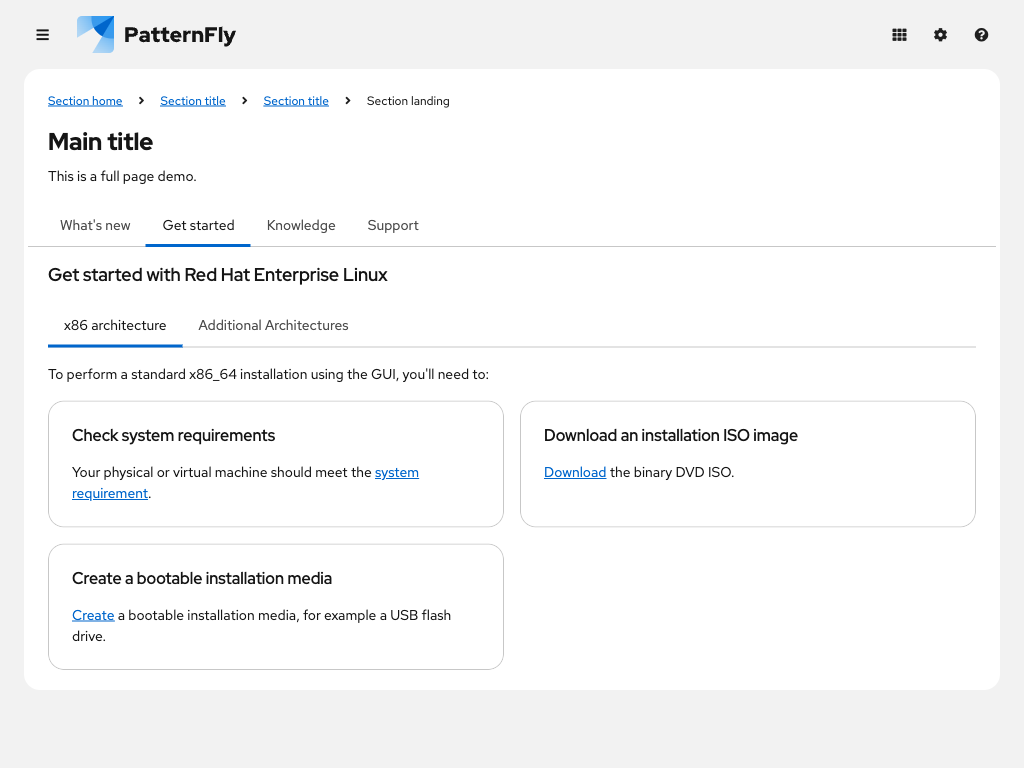 PatternFly
Section home Section title Section title Section landing
Main title
This is a full page demo.
What's new Get started Knowledge Support
Get started with Red Hat Enterprise Linux
x86 architecture Additional Architectures
To perform a standard x86_64 installation using the GUI, you'll need to:
Check system requirements
Your physical or virtual machine should meet the system
requirement.
Download an installation ISO image
Download the binary DVD ISO.
Create a bootable installation media
Create a bootable installation media, for example a USB flash
drive.